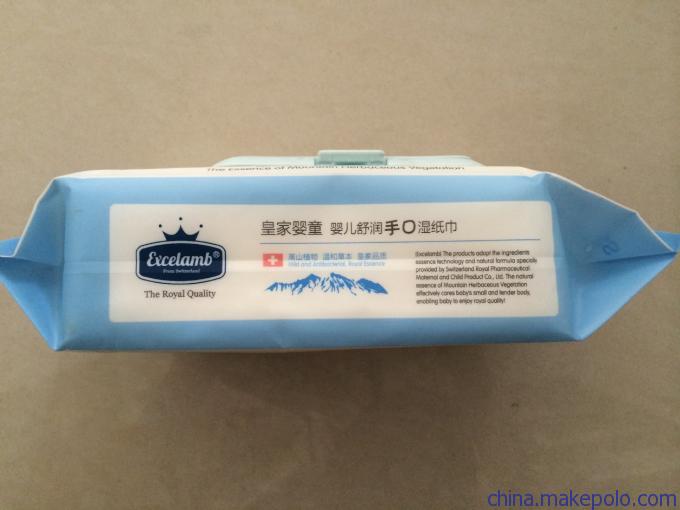 The Essence of Mountain Herbaceous Vegetation
Excelamb®
From Switzerland
The Royal Quality
皇家婴童 婴儿舒润手口湿纸巾
高山植物 温和草本 皇家品质
Mild and Antibacterial, Royal Essence
(Excelamb) The products adopt the ingredients
essence technology and natural formula specially
provided by Switzerland Royal Pharmaceutical
Maternal and Child Product Co., Ltd. The natural
essence of Mountain Herbaceous Vegetation
effectively cares baby's small and tender body,
enabling baby to enjoy royal quality!
china.makepolo.com